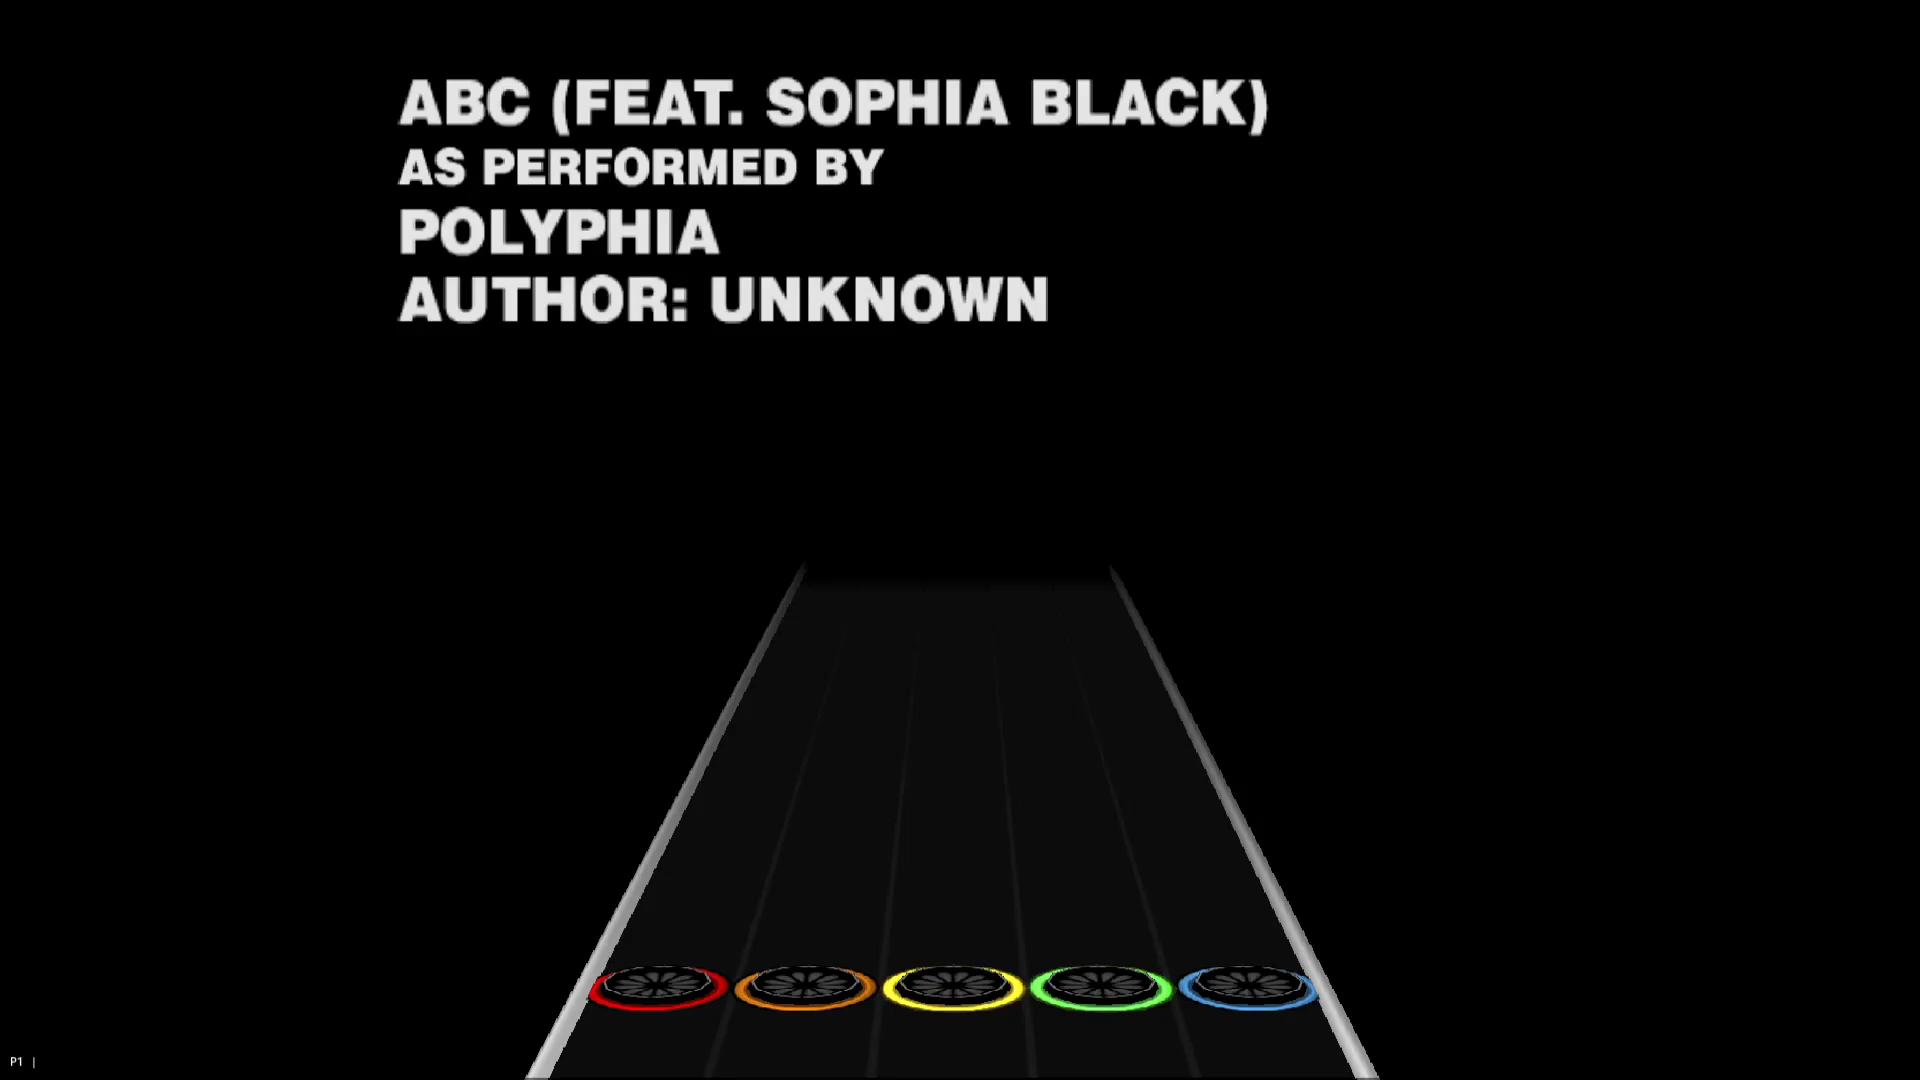 ABC (FEAT. SOPHIA BLACK)
AS PERFORMED BY
POLYPHIA
AUTHOR: UNKNOWN
P1 |